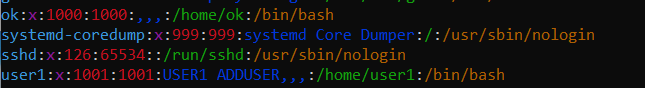 ok:x:1000:1000:,,,:/home/ok:/bin/bash
systemd-coredump:x:999:999:systemd Core Dumper:/:/usr/sbin/nologin
sshd:x:126:65534::/run/sshd:/usr/sbin/nologin
user1:x:1001:1001:USER1 ADDUSER,,,:/home/user1:/bin/bash